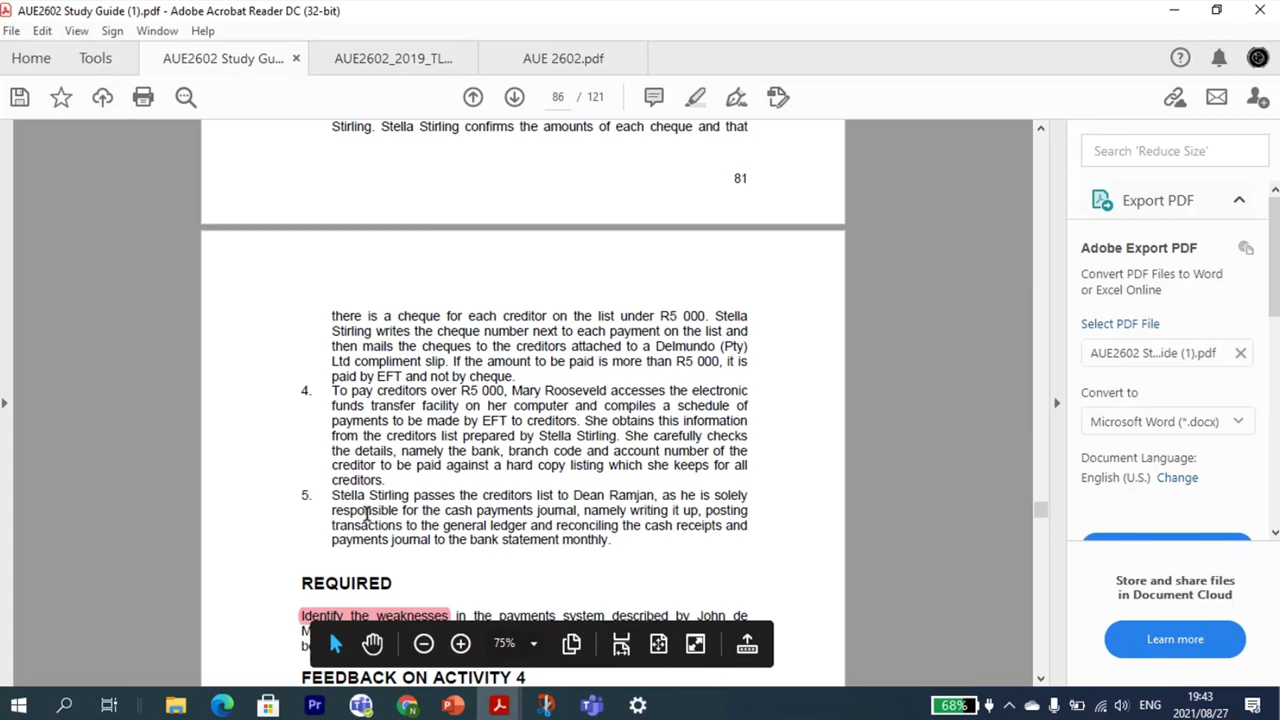 AUE2602 Study Guide (1).pdf - Adobe Acrobat Reader DC (32-bit)
File Edit View Sign Window Help
Home Tools AUE2602 Study Gu... AUE2602_2019_TL... AUE 2602.pdf
86 / 121
Stirling. Stella Stirling confirms the amounts of each cheque and that
81
there is a cheque for each creditor on the list under R5 000. Stella
Stirling writes the cheque number next to each payment on the list and
then mails the cheques to the creditors attached to a Delmundo (Pty)
Ltd compliment slip. If the amount to be paid is more than R5 000, it is
paid by EFT and not by cheque.
4. To pay creditors over R5 000, Mary Rooseveld accesses the electronic
funds transfer facility on her computer and compiles a schedule of
payments to be made by EFT to creditors. She obtains this information
from the creditors list prepared by Stella Stirling. She carefully checks
the details, namely the bank, branch code and account number of the
creditor to be paid against a hard copy listing which she keeps for all
creditors.
5. Stella Stirling passes the creditors list to Dean Ramjan, as he is solely
responsible for the cash payments journal, namely writing it up, posting
transactions to the general ledger and reconciling the cash receipts and
payments journal to the bank statement monthly.
REQUIRED
Identify the weaknesses in the payments system described by John de
75%
FEEDBACK ON ACTIVITY 4
Search 'Reduce Size'
Export PDF
Adobe Export PDF
Convert PDF Files to Word
or Excel Online
Select PDF File
AUE2602 St...ide (1).pdf
Convert to
Microsoft Word (*.docx)
Document Language:
English (U.S.) Change
Store and share files
in Document Cloud
Learn more
Pr
68%
ENG
19:43
2021/08/27